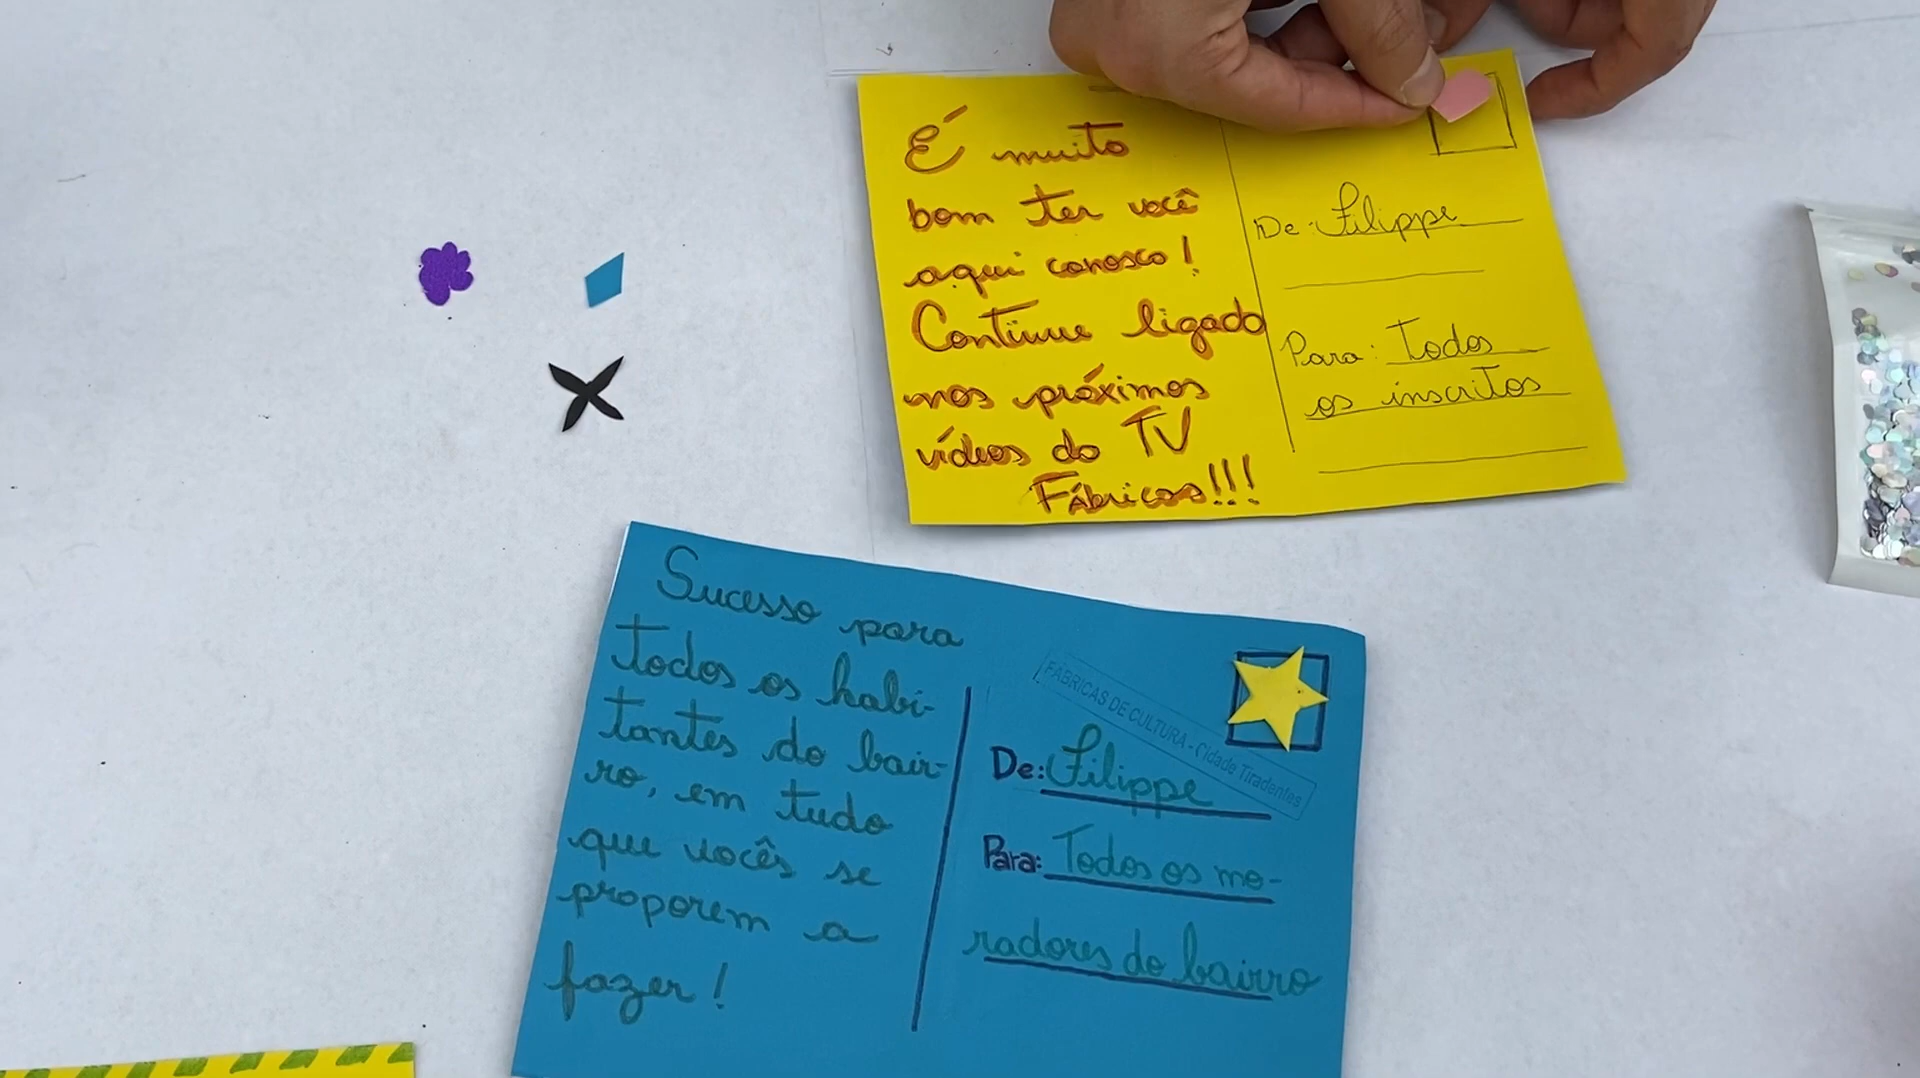 É muito
bom ter você
aqui conosco!
Continue ligado
nos próximos
vídeos do TV
Fábricas!!!
De: Filippe
Para: Todos
os inscritos
Sucesso para
todos os habi-
tantes do bair-
ro, em tudo
que vocês se
proporem a
fazer!
FÁBRICAS DE CULTURA - Cidade Tiradentes
De: Filippe
Para: Todos os mo-
radores do bairro